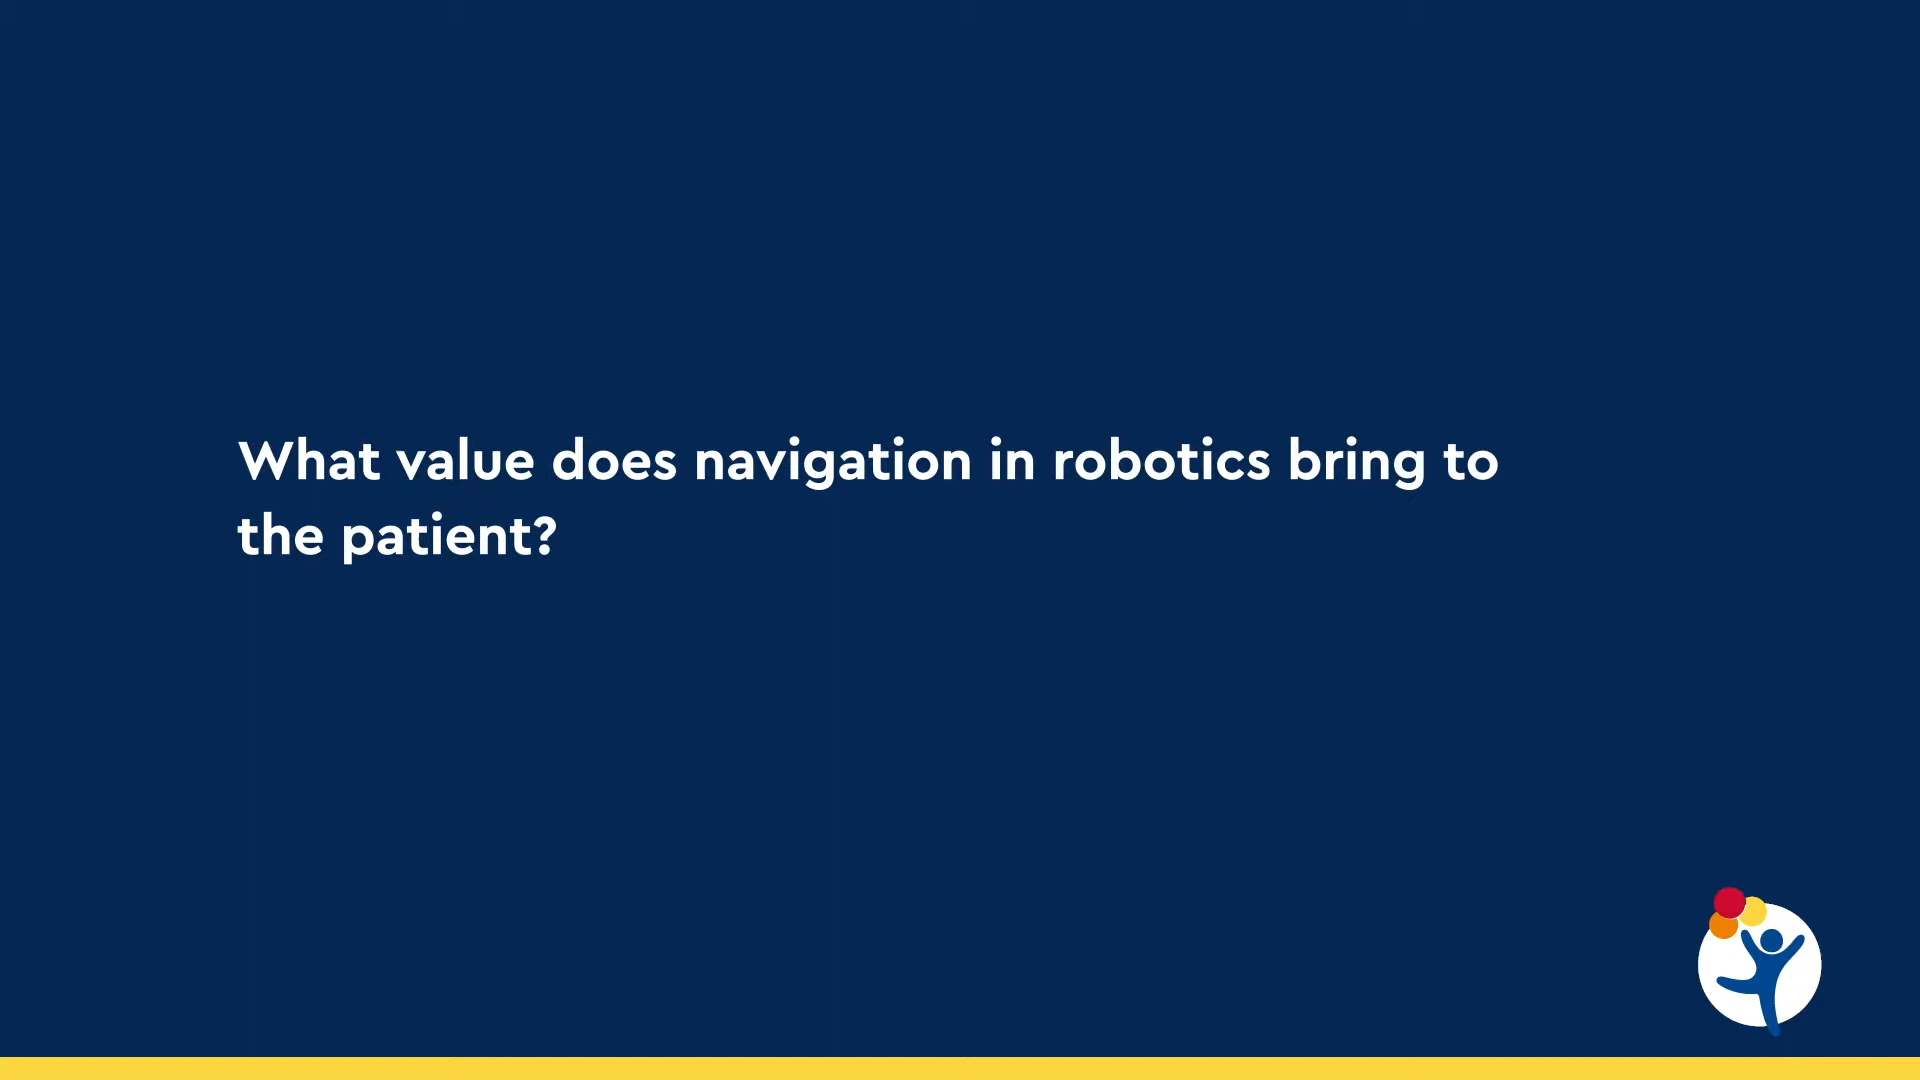 What value does navigation in robotics bring to
the patient?